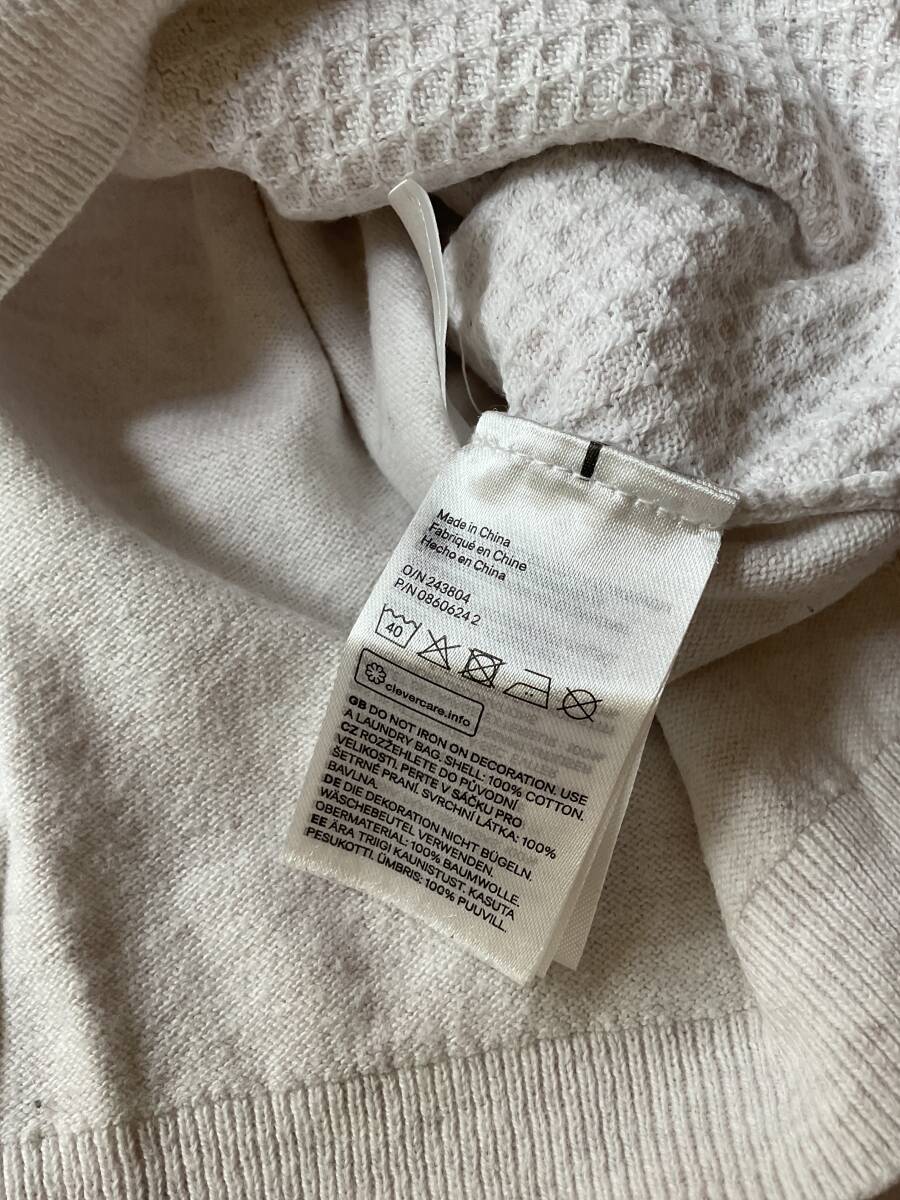 Made in China
Fabriqué en Chine
Hecho en China
O/N 243804
P/N 0860624 2
40
clevercare.info
GB DO NOT IRON ON DECORATION. USE
A LAUNDRY BAG. SHELL: 100% COTTON.
CZ ROZŽEHLETE DO PŮVODNÍ
VELIKOSTI. PERTE V SÁČKU PRO
ŠETRNÉ PRANÍ. SVRCHNÍ LÁTKA: 100%
BAVLNA.
DE DIE DEKORATION NICHT BÜGELN.
WÄSCHEBEUTEL VERWENDEN.
OBERMATERIAL: 100% BAUMWOLLE.
EE ÄRA TRIIGI KAUNISTUST. KASUTA
PESUKOTTI. ÜMBRIS: 100% PUUVILL.